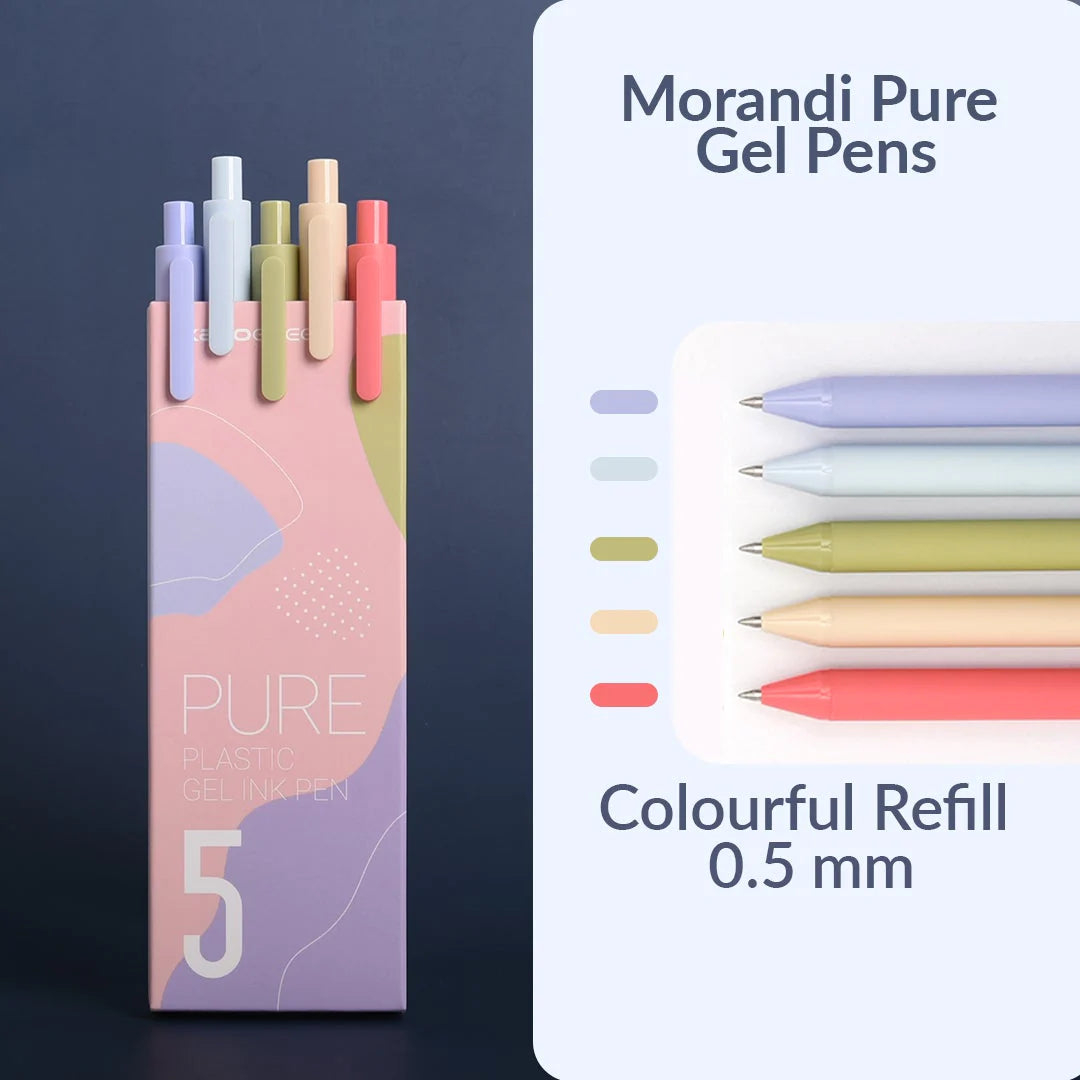 PURE
PLASTIC
GEL INK PEN
5
Morandi Pure
Gel Pens
Colourful Refill
0.5 mm